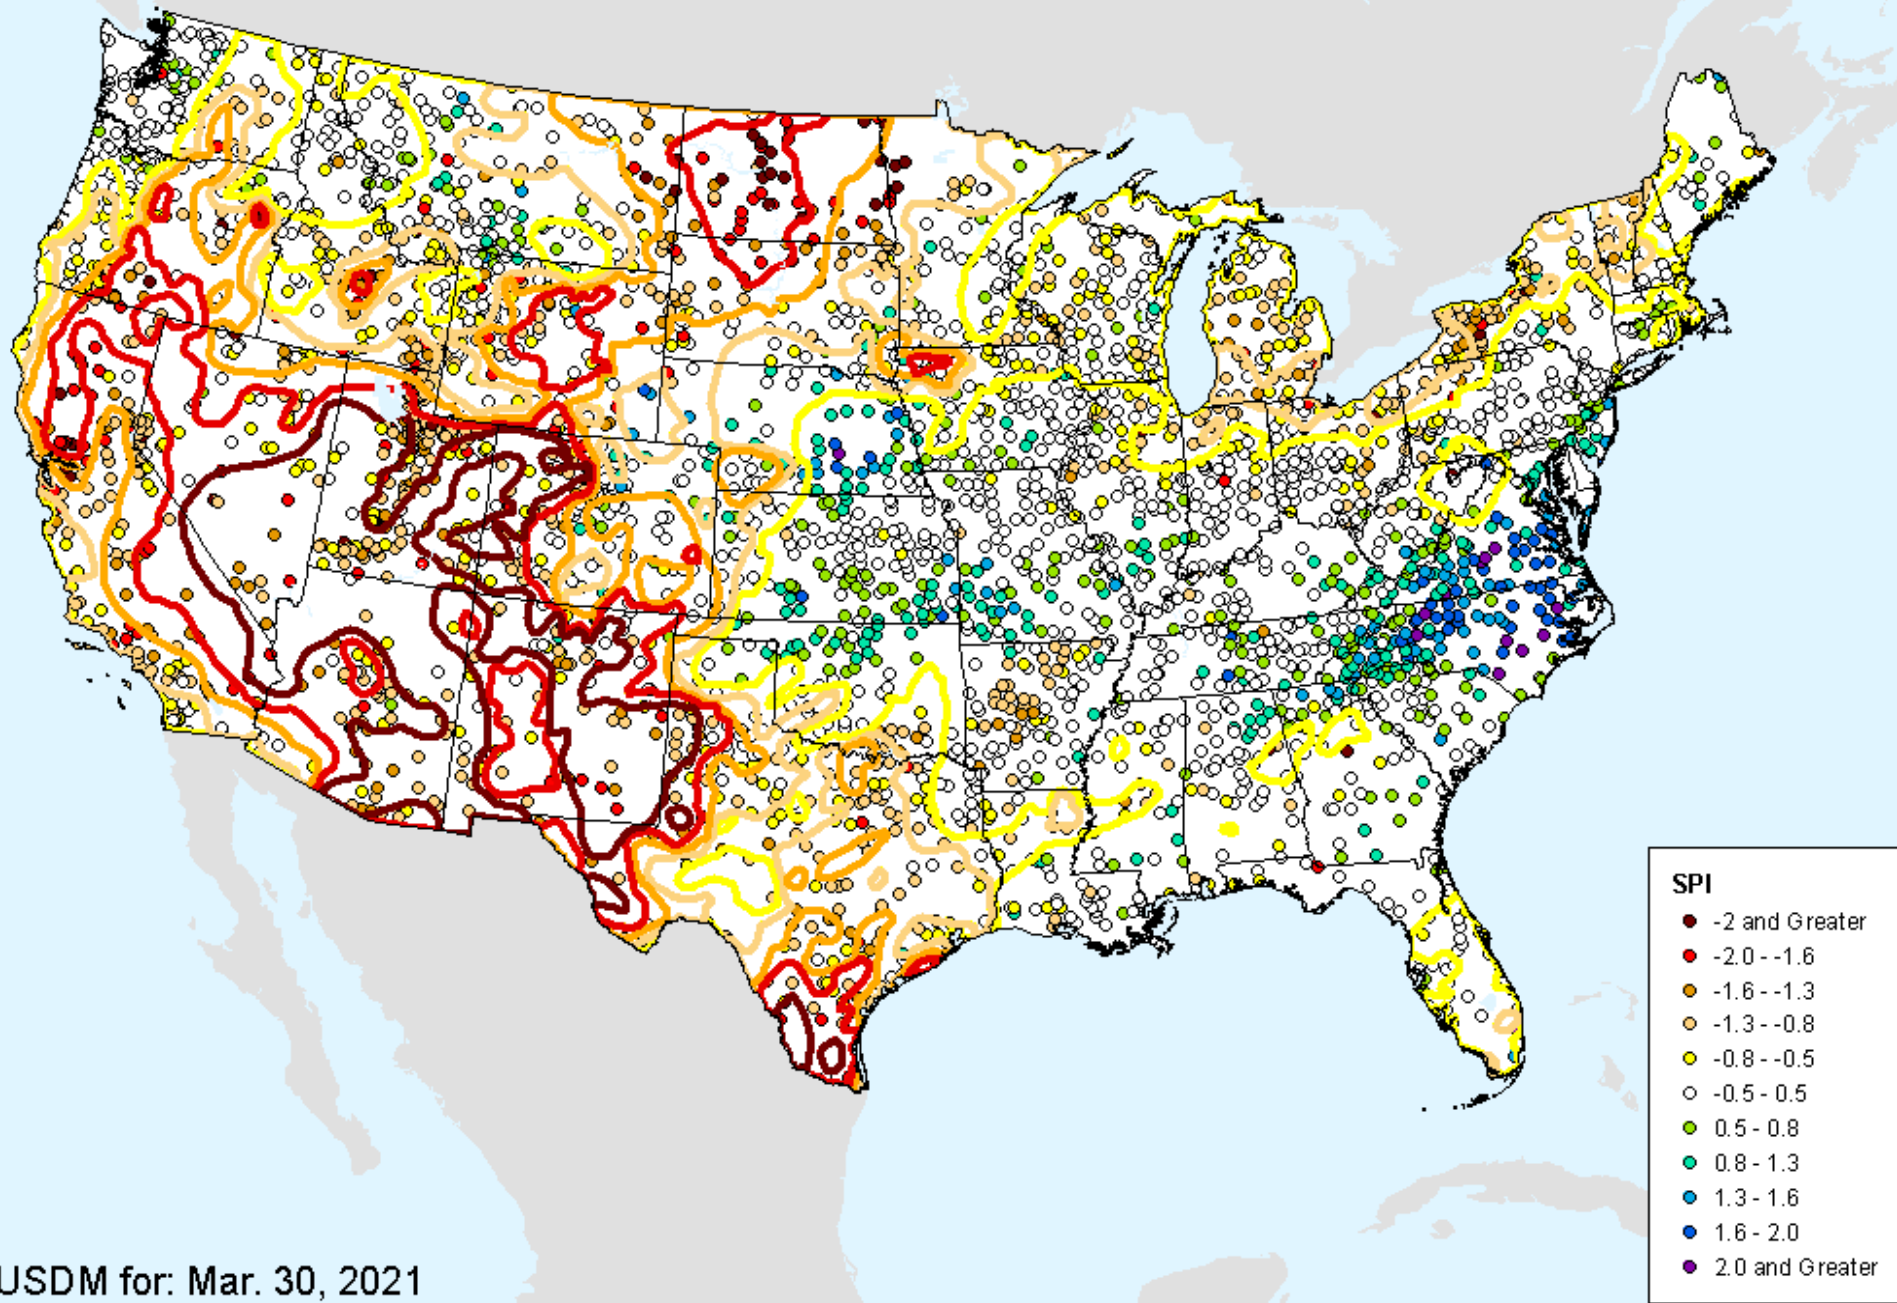 SPI
-2 and Greater
-2.0 - -1.6
-1.6 - -1.3
-1.3 - -0.8
-0.8 - -0.5
-0.5 - 0.5
0.5 - 0.8
0.8 - 1.3
1.3 - 1.6
1.6 - 2.0
2.0 and Greater
USDM for: Mar. 30, 2021